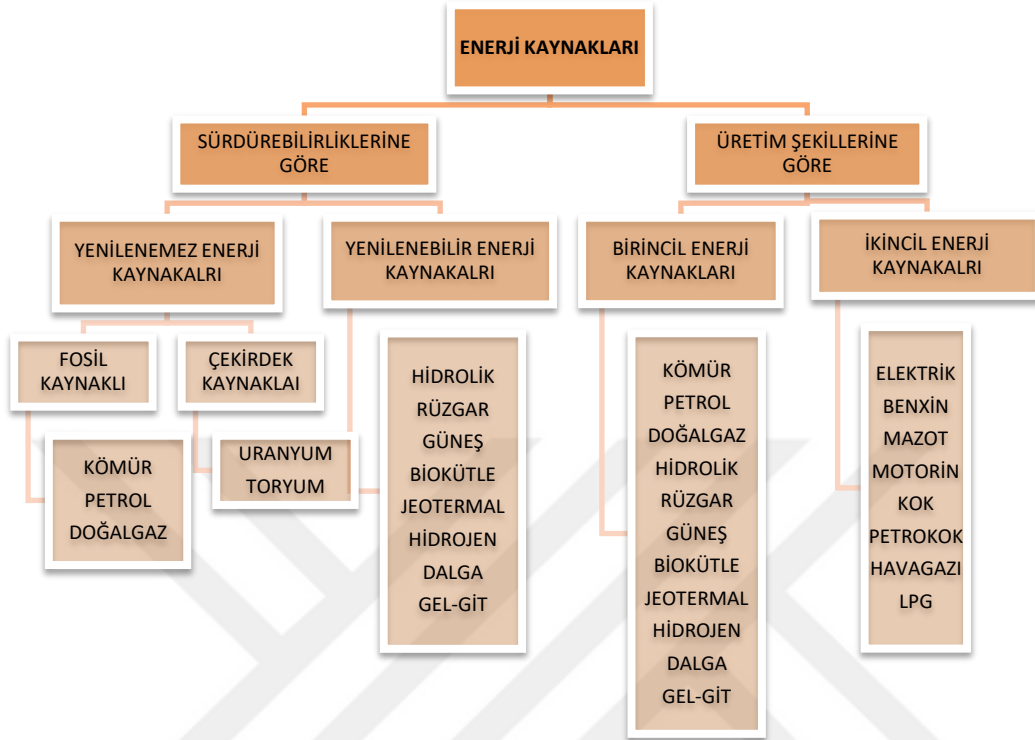 ENERJİ KAYNAKLARI
SÜRDÜREBİLİRLİKLERİNE
GÖRE
ÜRETİM ŞEKİLLERİNE
GÖRE
YENİLENEMEZ ENERJİ
KAYNAKALRI
YENİLENEBİLİR ENERJİ
KAYNAKALRI
BİRİNCİL ENERJİ
KAYNAKLARI
İKİNCİL ENERJİ
KAYNAKALRI
FOSİL
KAYNAKLI
ÇEKİRDEK
KAYNAKLAI
KÖMÜR
PETROL
DOĞALGAZ
URANYUM
TORYUM
HİDROLİK
RÜZGAR
GÜNEŞ
BİOKÜTLE
JEOTERMAL
HİDROJEN
DALGA
GEL-GİT
KÖMÜR
PETROL
DOĞALGAZ
HİDROLİK
RÜZGAR
GÜNEŞ
BİOKÜTLE
JEOTERMAL
HİDROJEN
DALGA
GEL-GİT
ELEKTRİK
BENXİN
MAZOT
MOTORİN
KOK
PETROKOK
HAVAGAZI
LPG